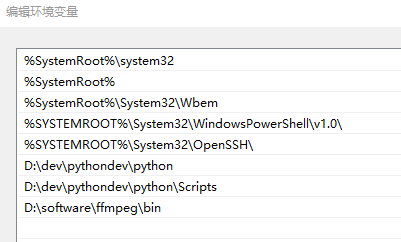 编辑环境变量
%SystemRoot%\system32
%SystemRoot%
%SystemRoot%\System32\Wbem
%SYSTEMROOT%\System32\WindowsPowerShell\v1.0\
%SYSTEMROOT%\System32\OpenSSH\
D:\dev\pythondev\python
D:\dev\pythondev\python\Scripts
D:\software\ffmpeg\bin